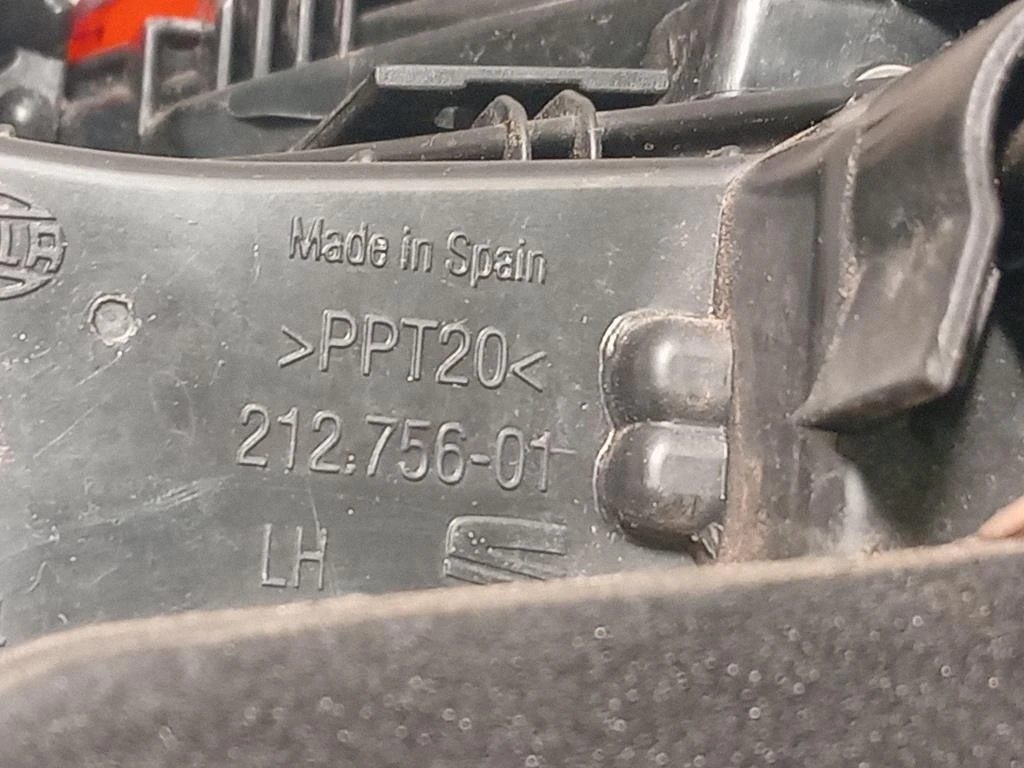 Made in Spain
>PPT20<
212.756-01
LH